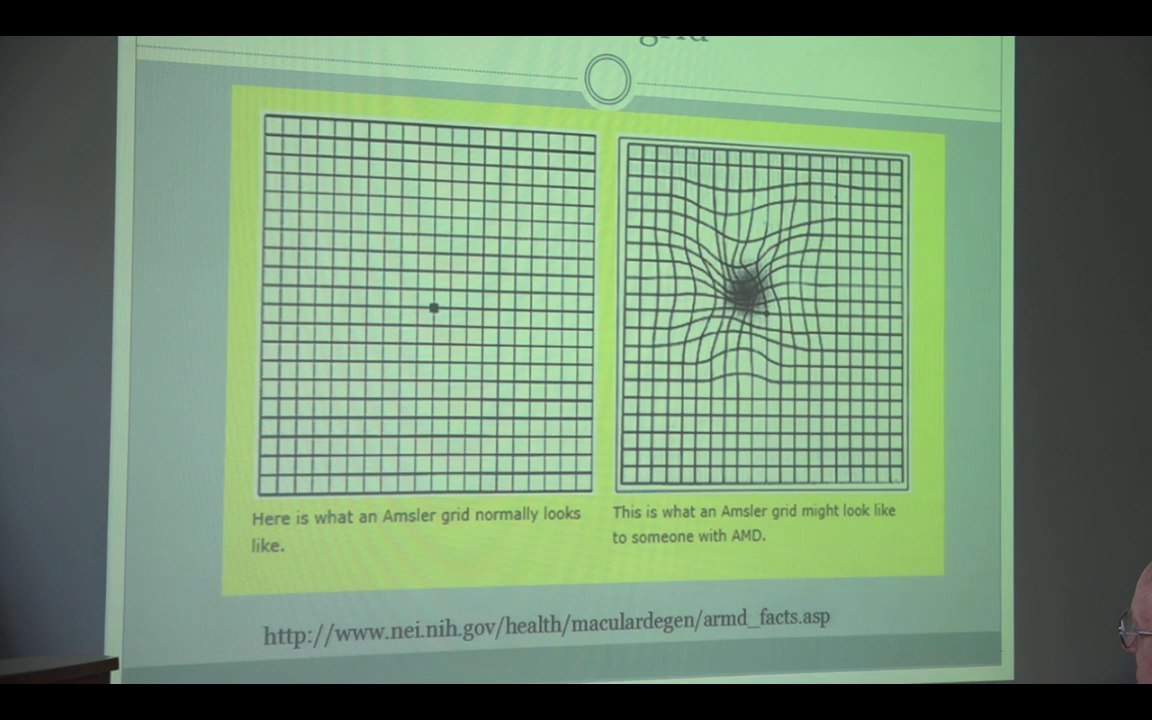 grid
Here is what an Amsler grid normally looks
like.
This is what an Amsler grid might look like
to someone with AMD.
http://www.nei.nih.gov/health/maculardegen/armd_facts.asp